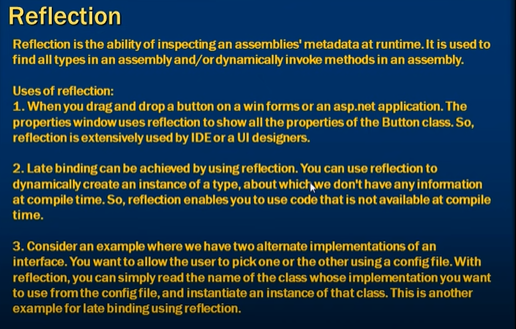 Reflection
Reflection is the ability of inspecting an assemblies' metadata at runtime. It is used to
find all types in an assembly and/or dynamically invoke methods in an assembly.
Uses of reflection:
1. When you drag and drop a button on a win forms or an asp.net application. The
properties window uses reflection to show all the properties of the Button class. So,
reflection is extensively used by IDE or a UI designers.
2. Late binding can be achieved by using reflection. You can use reflection to
dynamically create an instance of a type, about which we don't have any information
at compile time. So, reflection enables you to use code that is not available at compile
time.
3. Consider an example where we have two alternate implementations of an
interface. You want to allow the user to pick one or the other using a config file. With
reflection, you can simply read the name of the class whose implementation you want
to use from the config file, and instantiate an instance of that class. This is another
example for late binding using reflection.